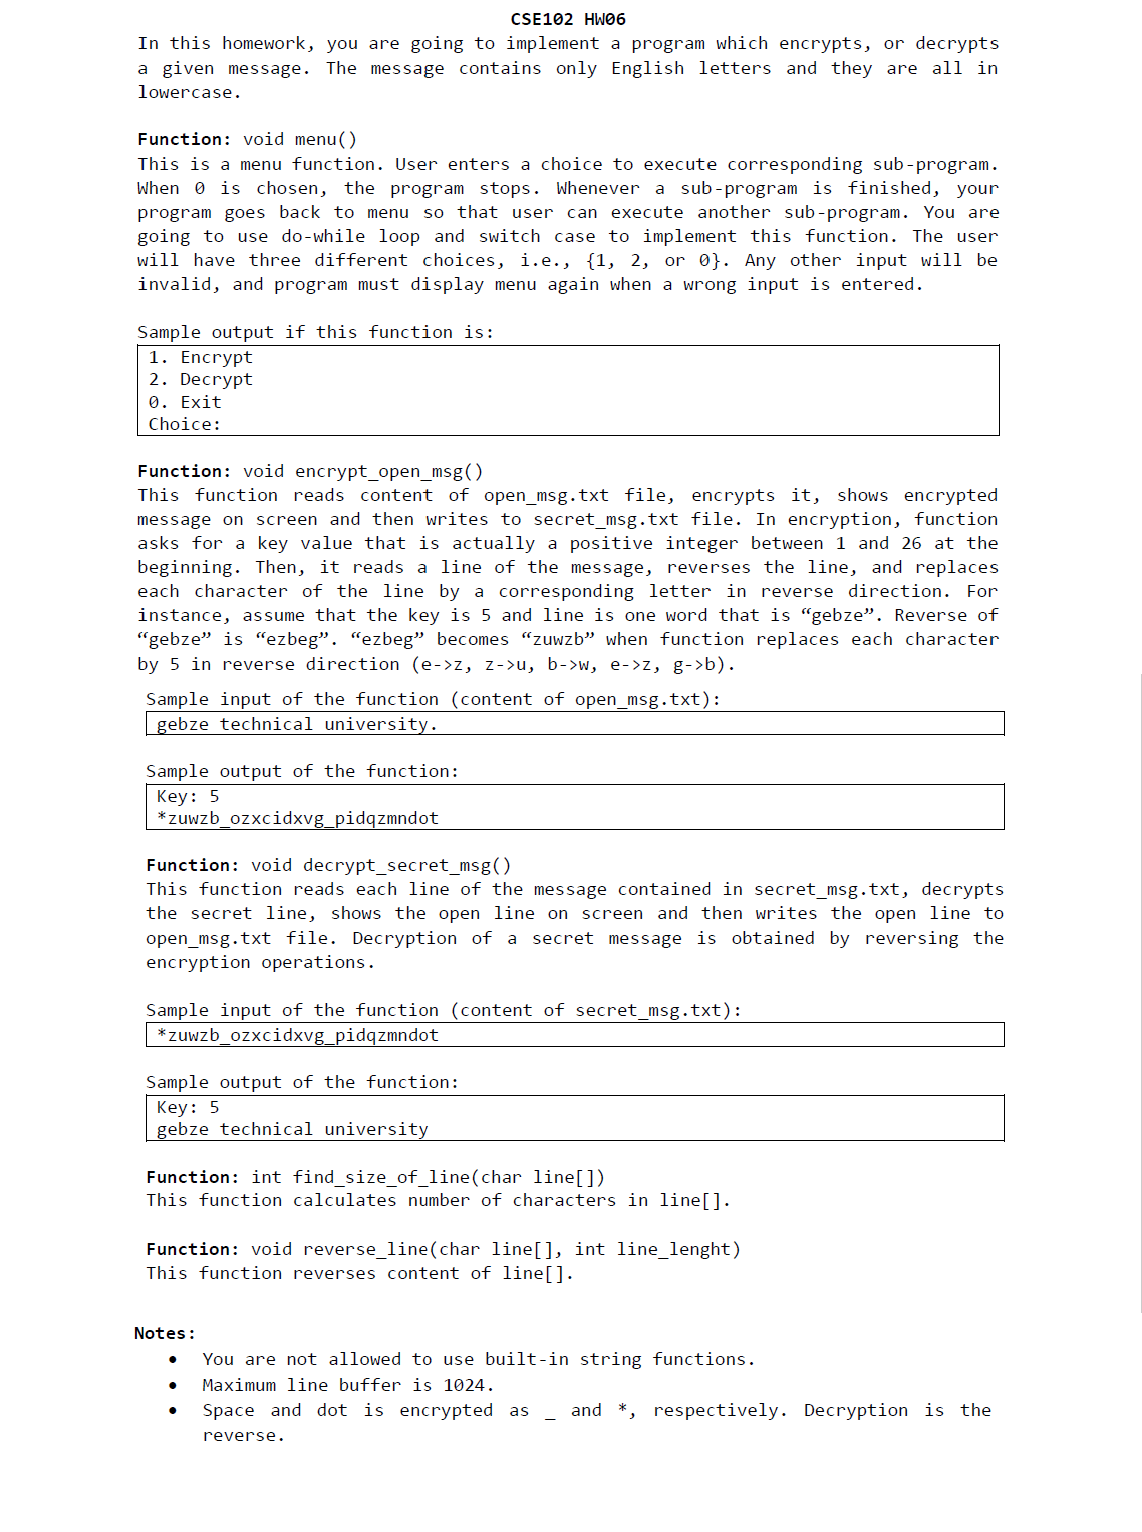 CSE102 HW06
In this homework, you are going to implement a program which encrypts, or decrypts
a given message. The message contains only English letters and they are all in
lowercase.
Function: void menu()
This is a menu function. User enters a choice to execute corresponding sub-program.
When 0 is chosen, the program stops. Whenever a sub-program is finished, your
program goes back to menu so that user can execute another sub-program. You are
going to use do-while loop and switch case to implement this function. The user
will have three different choices, i.e., {1, 2, or 0}. Any other input will be
invalid, and program must display menu again when a wrong input is entered.
Sample output if this function is:
1. Encrypt
2. Decrypt
0. Exit
Choice:
Function: void encrypt_open_msg()
This function reads content of open_msg.txt file, encrypts it, shows encrypted
message on screen and then writes to secret_msg.txt file. In encryption, function
asks for a key value that is actually a positive integer between 1 and 26 at the
beginning. Then, it reads a line of the message, reverses the line, and replaces
each character of the line by a corresponding letter in reverse direction. For
instance, assume that the key is 5 and line is one word that is “gebze”. Reverse of
“gebze” is “ezbeg”. “ezbeg” becomes “zuwzb” when function replaces each character
by 5 in reverse direction (e->z, z->u, b->w, e->z, g->b).
Sample input of the function (content of open_msg.txt):
gebze technical university.
Sample output of the function:
Key: 5
*zuwzb_ozxcidxvg_pidqzmndot
Function: void decrypt_secret_msg()
This function reads each line of the message contained in secret_msg.txt, decrypts
the secret line, shows the open line on screen and then writes the open line to
open_msg.txt file. Decryption of a secret message is obtained by reversing the
encryption operations.
Sample input of the function (content of secret_msg.txt):
*zuwzb_ozxcidxvg_pidqzmndot
Sample output of the function:
Key: 5
gebze technical university
Function: int find_size_of_line(char line[])
This function calculates number of characters in line[].
Function: void reverse_line(char line[], int line_lenght)
This function reverses content of line[].
Notes:
• You are not allowed to use built-in string functions.
• Maximum line buffer is 1024.
• Space and dot is encrypted as _ and *, respectively. Decryption is the
reverse.